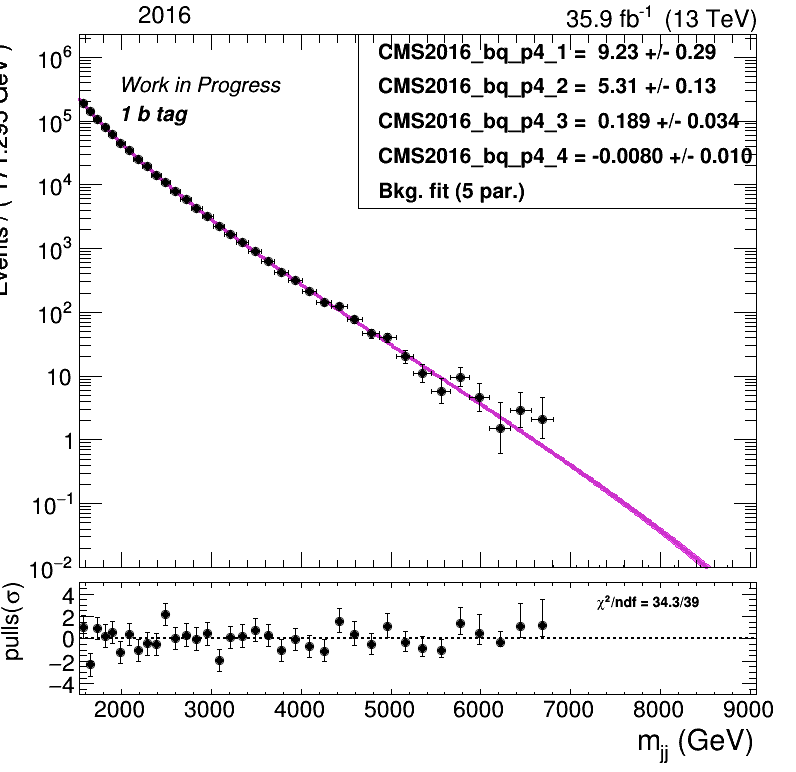 2016
35.9 fb⁻¹ (13 TeV)
CMS2016_bq_p4_1 = 9.23 +/- 0.29
CMS2016_bq_p4_2 = 5.31 +/- 0.13
CMS2016_bq_p4_3 = 0.189 +/- 0.034
CMS2016_bq_p4_4 = -0.0080 +/- 0.010
Bkg. fit (5 par.)
Work in Progress
1 b tag
10⁶
10⁵
10⁴
10³
10²
10
1
10⁻¹
10⁻²
χ²/ndf = 34.3/39
pulls(σ)
4
2
0
−2
−4
2000 3000 4000 5000 6000 7000 8000 9000
m_jj (GeV)